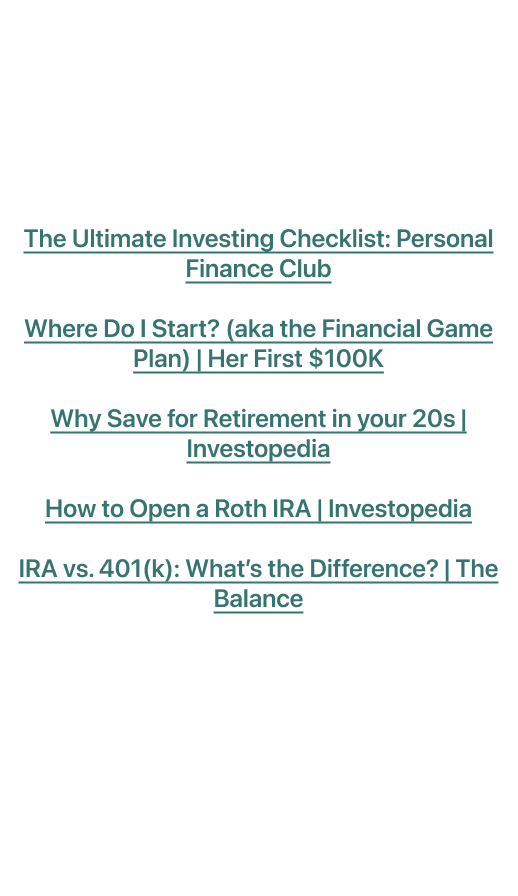 The Ultimate Investing Checklist: Personal
Finance Club
Where Do I Start? (aka the Financial Game
Plan) | Her First $100K
Why Save for Retirement in your 20s |
Investopedia
How to Open a Roth IRA | Investopedia
IRA vs. 401(k): What’s the Difference? | The
Balance